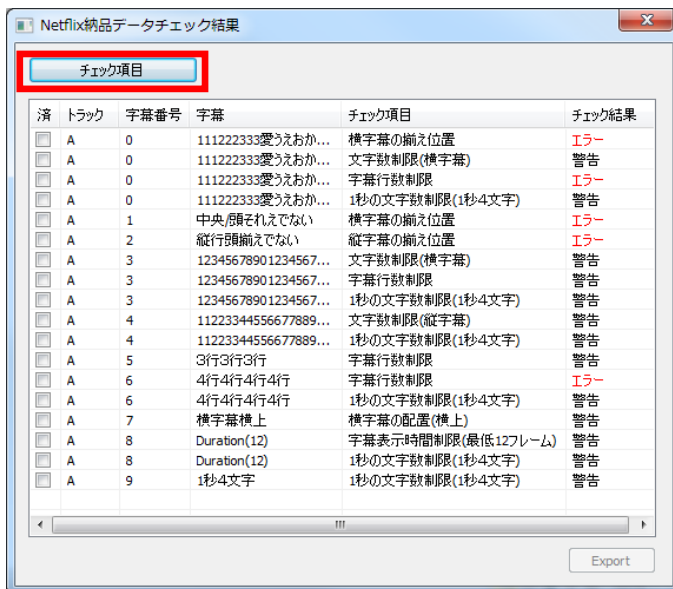 Netflix納品データチェック結果
チェック項目
済 トラック 字幕番号 字幕 チェック項目 チェック結果
A 0 111222333愛うえおか... 横字幕の揃え位置 エラー
A 0 111222333愛うえおか... 文字数制限(横字幕) 警告
A 0 111222333愛うえおか... 字幕行数制限 エラー
A 0 111222333愛うえおか... 1秒の文字数制限(1秒4文字) 警告
A 1 中央/頭それえでない 横字幕の揃え位置 エラー
A 2 縦行頭揃えでない 縦字幕の揃え位置 エラー
A 3 12345678901234567... 文字数制限(横字幕) 警告
A 3 12345678901234567... 字幕行数制限 警告
A 3 12345678901234567... 1秒の文字数制限(1秒4文字) 警告
A 4 11223344556677889... 文字数制限(縦字幕) 警告
A 4 11223344556677889... 1秒の文字数制限(1秒4文字) 警告
A 5 3行3行3行 字幕行数制限 警告
A 6 4行4行4行4行 字幕行数制限 エラー
A 6 4行4行4行4行 1秒の文字数制限(1秒4文字) 警告
A 7 横字幕横上 横字幕の配置(横上) 警告
A 8 Duration(12) 字幕表示時間制限(最低12フレーム) 警告
A 8 Duration(12) 1秒の文字数制限(1秒4文字) 警告
A 9 1秒4文字 1秒の文字数制限(1秒4文字) 警告
Export